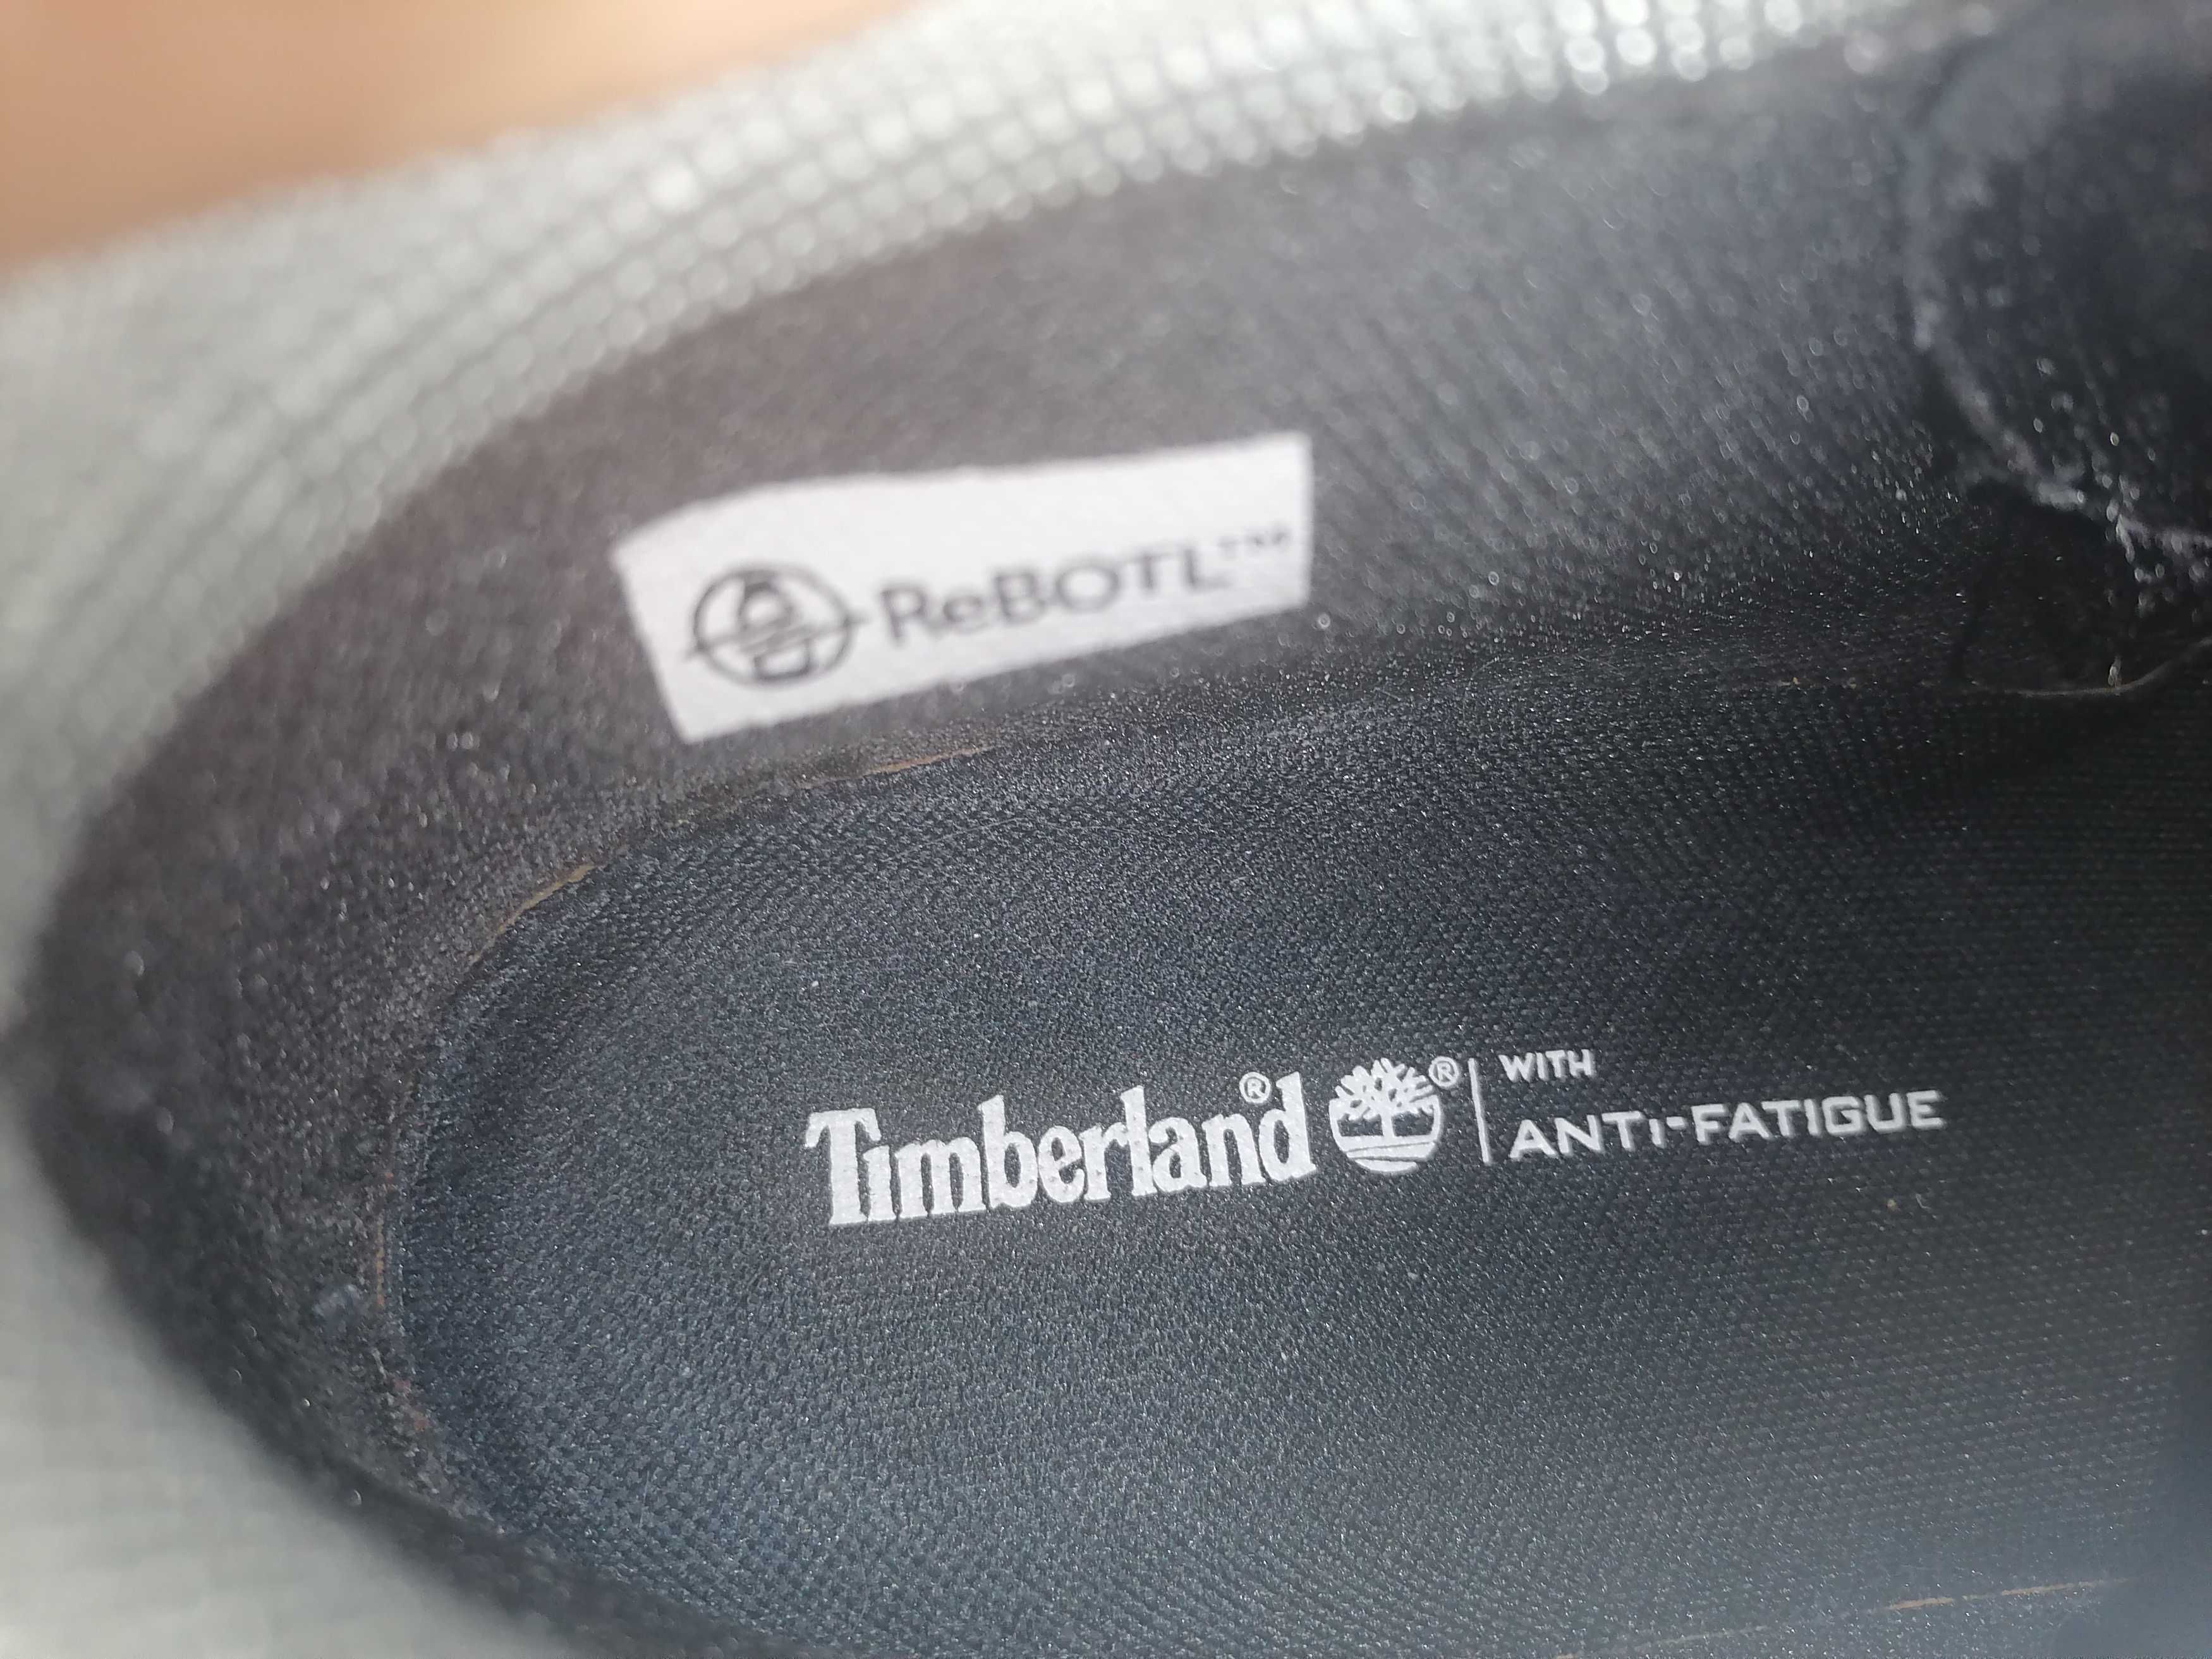 ReBOTL™
Timberland® ® | WITH
ANTI-FATIGUE